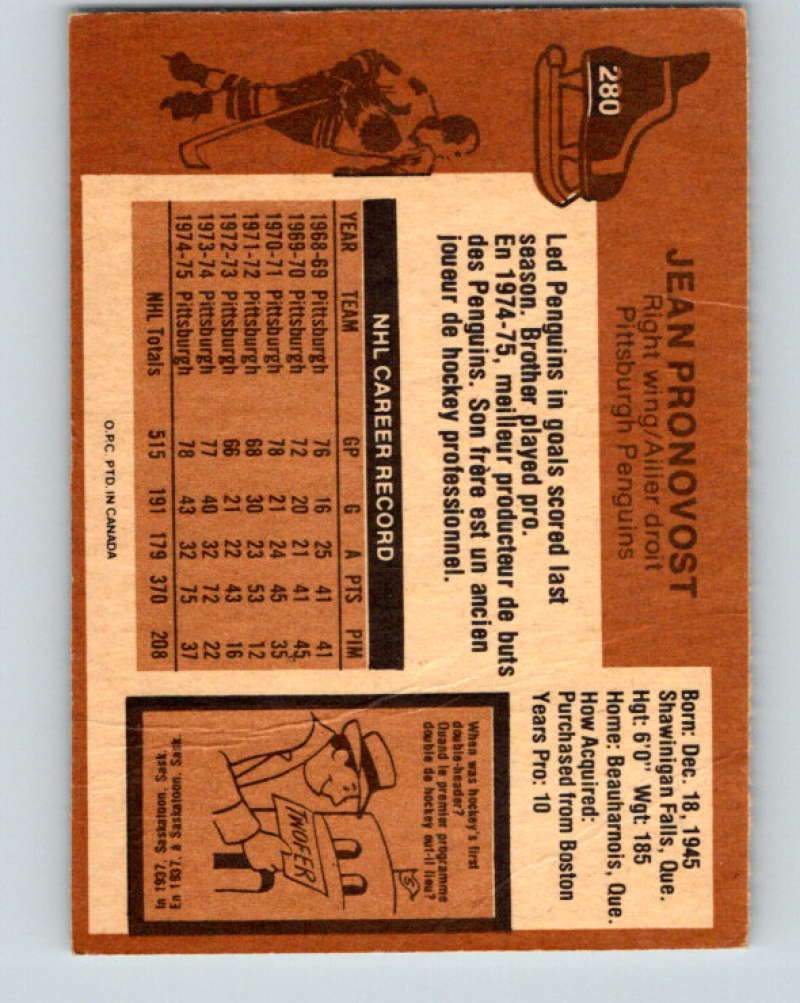 280
JEAN PRONOVOST
Right wing/Ailier droit
Pittsburgh Penguins
Born: Dec. 18, 1945
Shawinigan Falls, Que.
Hgt: 6'0" Wgt: 185
Home: Beauharnois, Que.
How Acquired:
Purchased from Boston
Years Pro: 10
Led Penguins in goals scored last
season. Brother played pro.
En 1974-75, meilleur producteur de buts
des Penguins. Son frère est un ancien
joueur de hockey professionnel.
NHL CAREER RECORD
YEAR TEAM GP G A PTS PIM
1968-69 Pittsburgh 76 16 25 41 41
1969-70 Pittsburgh 72 20 21 41 45
1970-71 Pittsburgh 78 21 24 45 35
1971-72 Pittsburgh 68 30 23 53 12
1972-73 Pittsburgh 66 21 22 43 16
1973-74 Pittsburgh 77 40 32 72 22
1974-75 Pittsburgh 78 43 32 75 37
NHL Totals 515 191 179 370 208
O.P.C. PTD. IN CANADA
When was hockey's first
double-header?
Quand le premier programme
double de hockey eut-il lieu?
TWOFER
In 1937, Saskatoon, Sask.
En 1937, à Saskatoon, Sask.